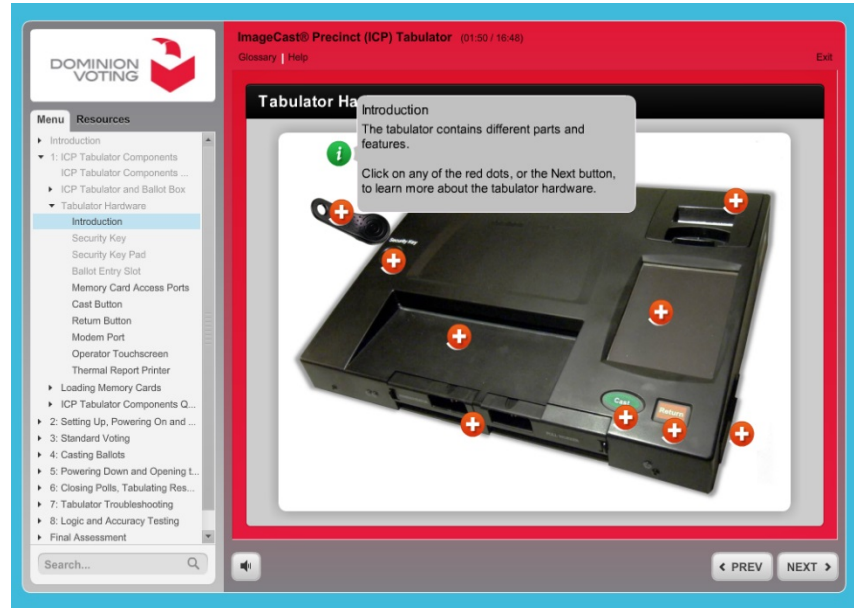 ImageCast® Precinct (ICP) Tabulator (01:50 / 16:48)
Glossary | Help
Exit
DOMINION
VOTING
Menu Resources
Introduction
1: ICP Tabulator Components
ICP Tabulator Components ...
ICP Tabulator and Ballot Box
Tabulator Hardware
Introduction
Security Key
Security Key Pad
Ballot Entry Slot
Memory Card Access Ports
Cast Button
Return Button
Modem Port
Operator Touchscreen
Thermal Report Printer
Loading Memory Cards
ICP Tabulator Components Q...
2: Setting Up, Powering On and ...
3: Standard Voting
4: Casting Ballots
5: Powering Down and Opening t...
6: Closing Polls, Tabulating Res...
7: Tabulator Troubleshooting
8: Logic and Accuracy Testing
Final Assessment
Search...
Tabulator Ha
Introduction
The tabulator contains different parts and
features.
Click on any of the red dots, or the Next button,
to learn more about the tabulator hardware.
i
Security Key
Cast
Return
PREV
NEXT